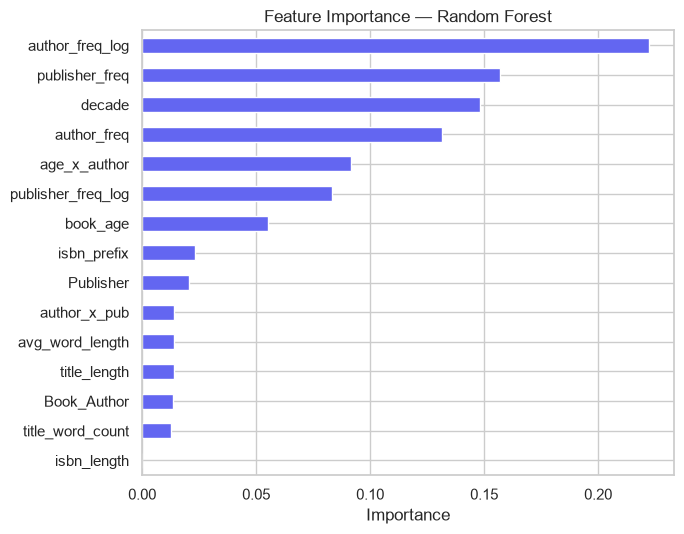 Feature Importance — Random Forest
author_freq_log
publisher_freq
decade
author_freq
age_x_author
publisher_freq_log
book_age
isbn_prefix
Publisher
author_x_pub
avg_word_length
title_length
Book_Author
title_word_count
isbn_length
0.00 0.05 0.10 0.15 0.20
Importance